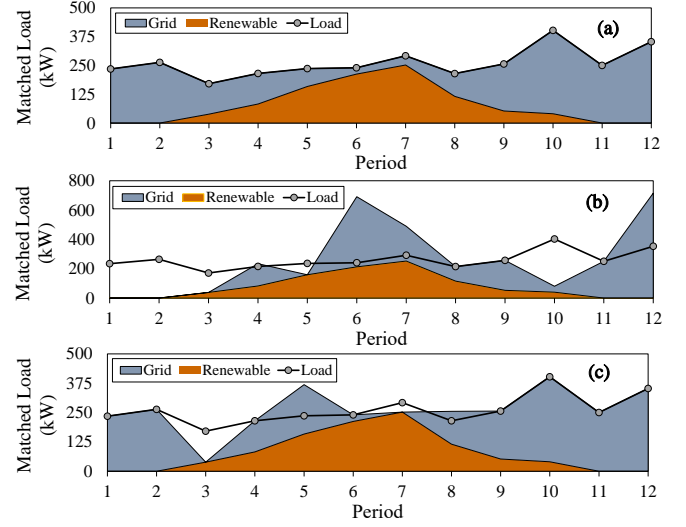 500
375
250
125
0
Matched Load
(kW)
Grid Renewable Load
(a)
1 2 3 4 5 6 7 8 9 10 11 12
Period
800
600
400
200
0
Matched Load
(kW)
Grid Renewable Load
(b)
1 2 3 4 5 6 7 8 9 10 11 12
Period
500
375
250
125
0
Matched Load
(kW)
Grid Renewable Load
(c)
1 2 3 4 5 6 7 8 9 10 11 12
Period